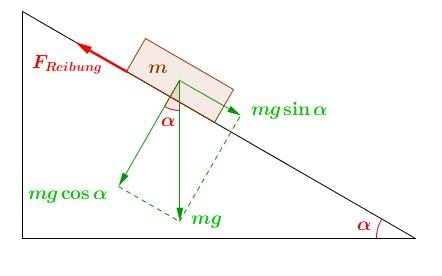 m
F_Reibung
mg sin α
α
mg cos α
mg
α